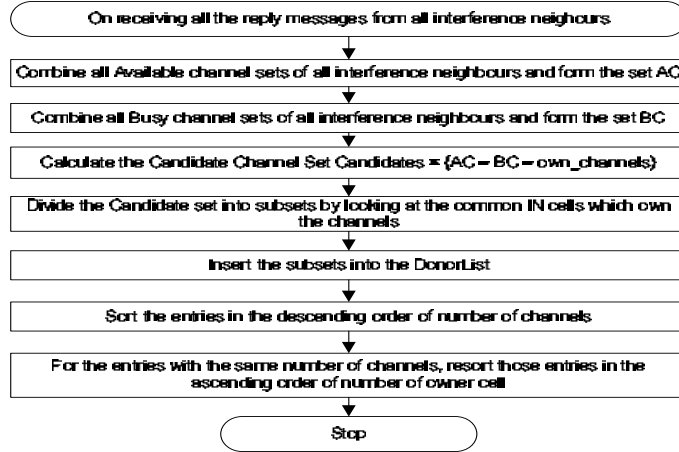 On receiving all the reply messages from all interference neighours
Combine all Available channel sets of all interference neighbours and form the set AC
Combine all Busy channel sets of all interference neighbours and form the set BC
Calculate the Candidate Channel Set Candidates = {AC – BC – own_channels}
Divide the Candidate set into subsets by looking at the common IN cells which own
the channels
Insert the subsets into the DonorList
Sort the entries in the descending order of number of channels
For the entries with the same number of channels, resort those entries in the
ascending order of number of owner cell
Stop